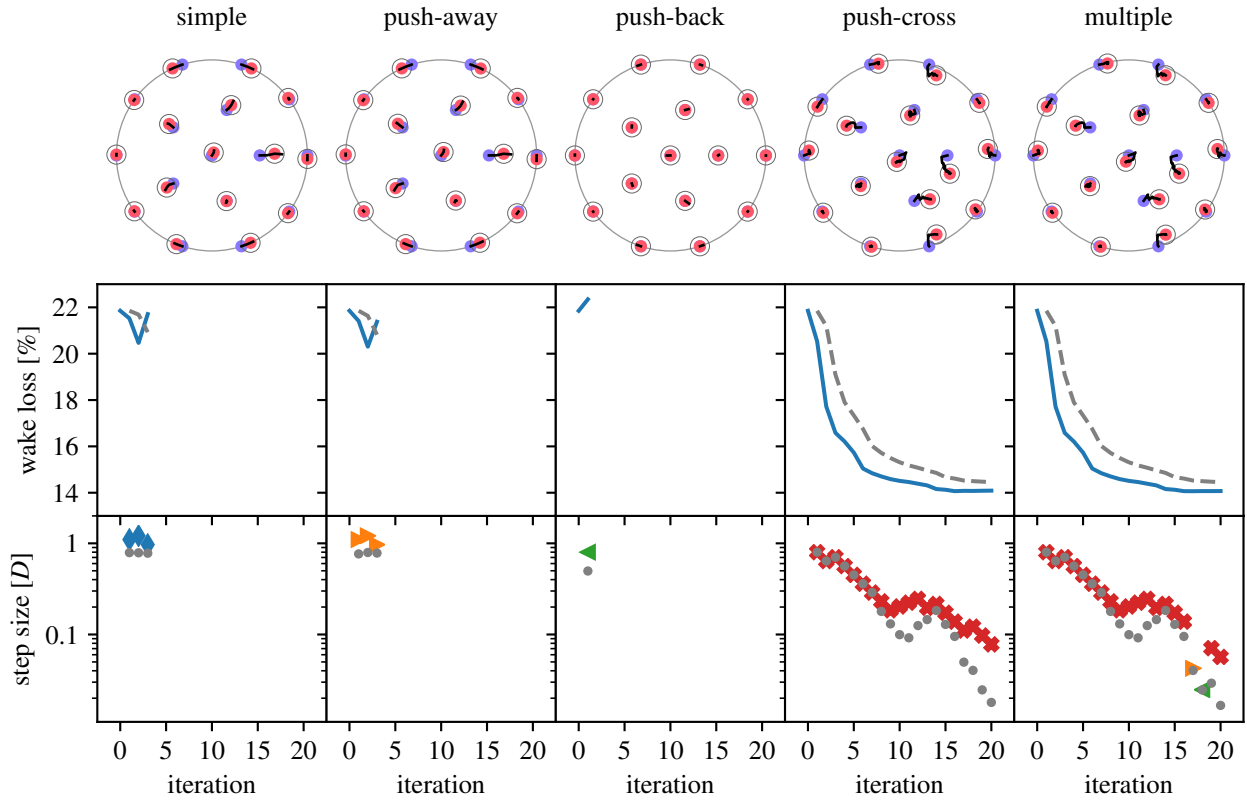 simple push-away push-back push-cross multiple
wake loss [%]
22
20
18
16
14
step size [D]
1
0.1
0 5 10 15 20 0 5 10 15 20 0 5 10 15 20 0 5 10 15 20 0 5 10 15 20
iteration iteration iteration iteration iteration